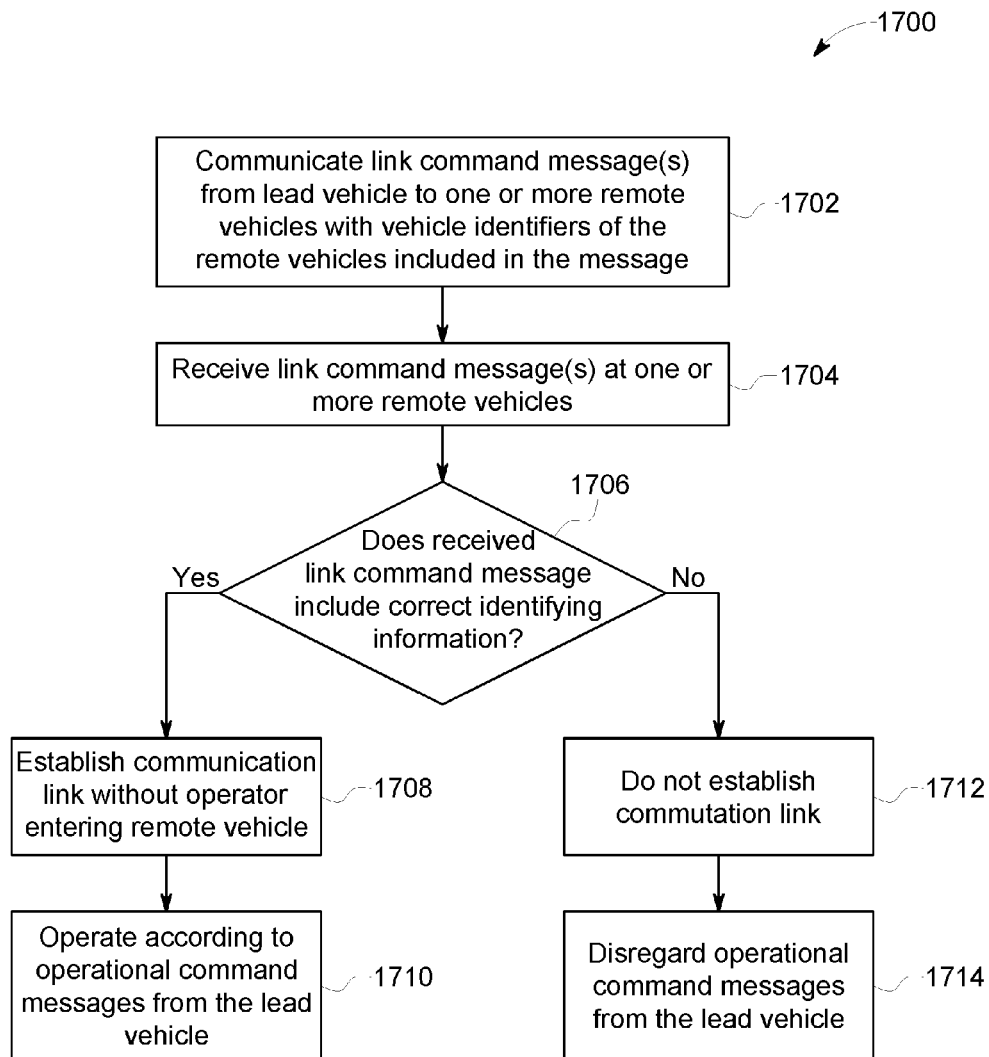 1700
Communicate link command message(s)
from lead vehicle to one or more remote
vehicles with vehicle identifiers of the
remote vehicles included in the message
1702
Receive link command message(s) at one or
more remote vehicles
1704
1706
Does received
link command message
include correct identifying
information?
Yes
No
Establish communication
link without operator
entering remote vehicle
1708
Do not establish
commutation link
1712
Operate according to
operational command
messages from the lead
vehicle
1710
Disregard operational
command messages
from the lead vehicle
1714